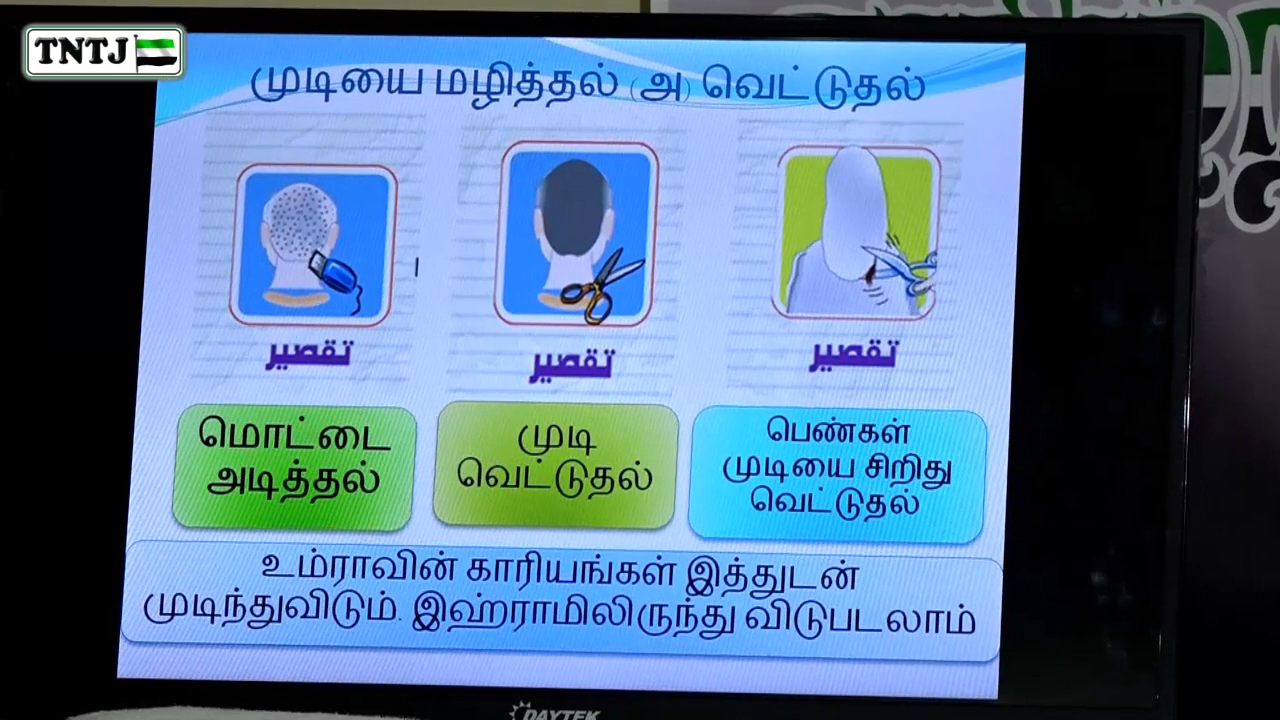 TNTJ
முடியை மழித்தல் (அ) வெட்டுதல்
تقصير
تقصير
تقصير
மொட்டை
அடித்தல்
முடி
வெட்டுதல்
பெண்கள்
முடியை சிறிது
வெட்டுதல்
உம்ராவின் காரியங்கள் இத்துடன்
முடிந்துவிடும். இஹ்ராமிலிருந்து விடுபடலாம்
DAYTEK